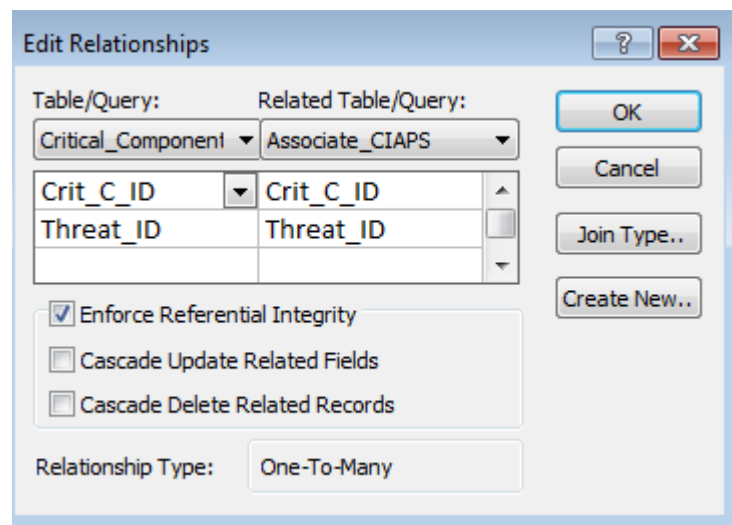 Edit Relationships
Table/Query: Related Table/Query:
Critical_Component Associate_CIAPS
Crit_C_ID Crit_C_ID
Threat_ID Threat_ID
Enforce Referential Integrity
Cascade Update Related Fields
Cascade Delete Related Records
Relationship Type: One-To-Many
OK
Cancel
Join Type..
Create New..